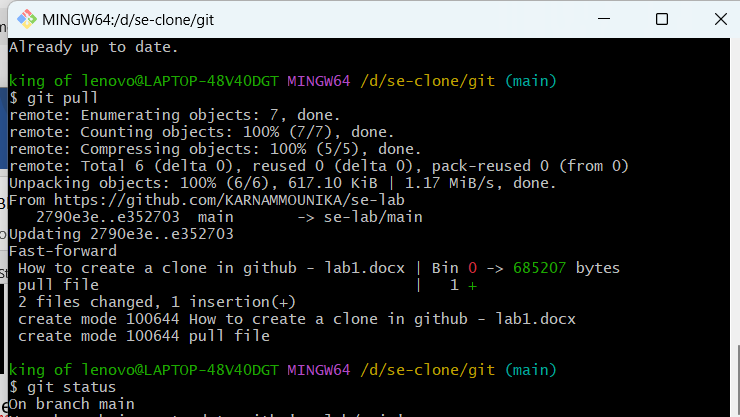 MINGW64:/d/se-clone/git
Already up to date.
king of lenovo@LAPTOP-48V4ODGT MINGW64 /d/se-clone/git (main)
$ git pull
remote: Enumerating objects: 7, done.
remote: Counting objects: 100% (7/7), done.
remote: Compressing objects: 100% (5/5), done.
remote: Total 6 (delta 0), reused 0 (delta 0), pack-reused 0 (from 0)
Unpacking objects: 100% (6/6), 617.10 KiB | 1.17 MiB/s, done.
From https://github.com/KARNAMMOUNIKA/se-lab
   2790e3e..e352703  main       -> se-lab/main
Updating 2790e3e..e352703
Fast-forward
 How to create a clone in github - lab1.docx | Bin 0 -> 685207 bytes
 pull file                                   |   1 +
 2 files changed, 1 insertion(+)
 create mode 100644 How to create a clone in github - lab1.docx
 create mode 100644 pull file
king of lenovo@LAPTOP-48V4ODGT MINGW64 /d/se-clone/git (main)
$ git status
On branch main